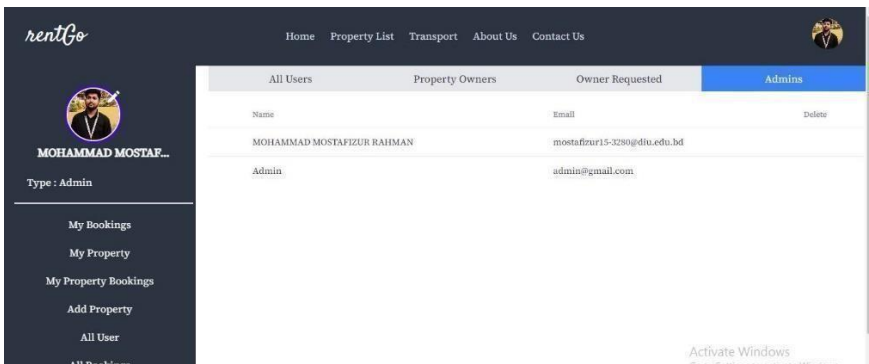 rentGo
Home Property List Transport About Us Contact Us
MOHAMMAD MOSTAF...
Type : Admin
My Bookings
My Property
My Property Bookings
Add Property
All User
All Bookings
All Users Property Owners Owner Requested Admins
Name Email Delete
MOHAMMAD MOSTAFIZUR RAHMAN mostafizur15-3280@diu.edu.bd
Admin admin@gmail.com
Activate Windows